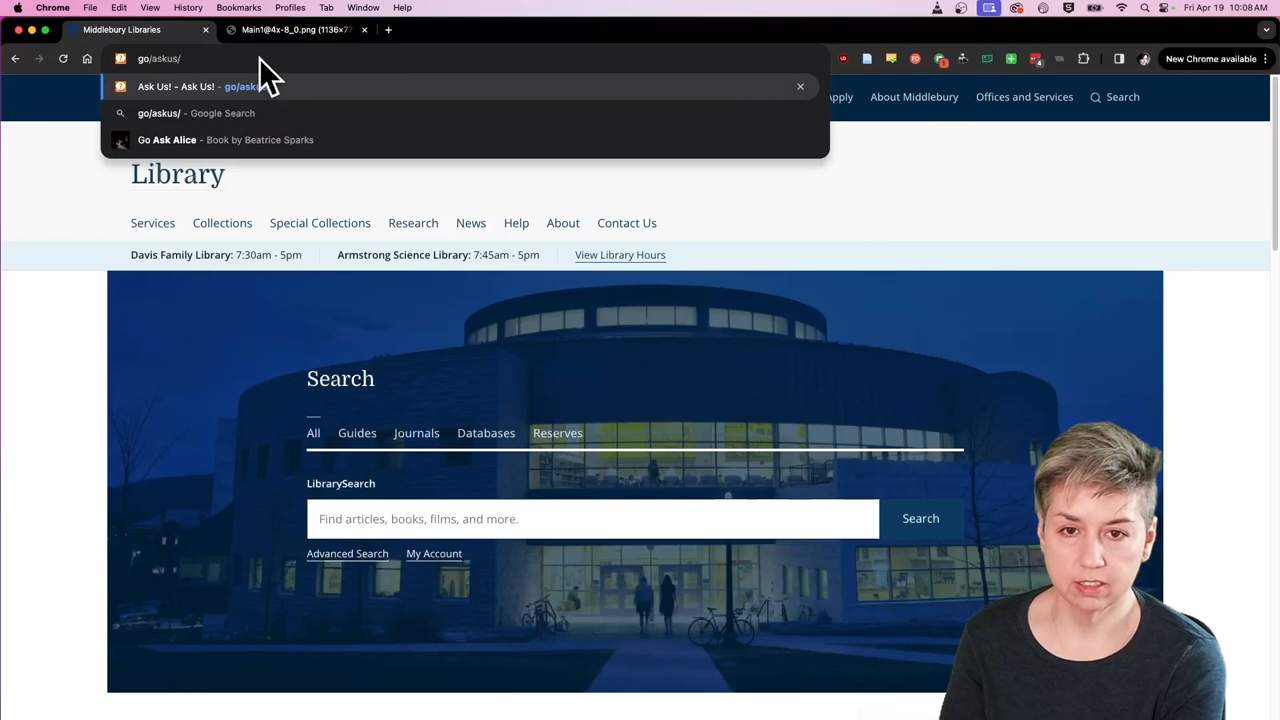 Chrome File Edit View History Bookmarks Profiles Tab Window Help Fri Apr 19 10:08 AM
Middlebury Libraries Main1@4x-8_0.png (1136×7
go/askus/ New Chrome available
Ask Us! - Ask Us! - go/ask
go/askus/ - Google Search
Go Ask Alice - Book by Beatrice Sparks
Apply About Middlebury Offices and Services Search
Library
Services Collections Special Collections Research News Help About Contact Us
Davis Family Library: 7:30am - 5pm Armstrong Science Library: 7:45am - 5pm View Library Hours
Search
All Guides Journals Databases Reserves
LibrarySearch
Find articles, books, films, and more. Search
Advanced Search My Account